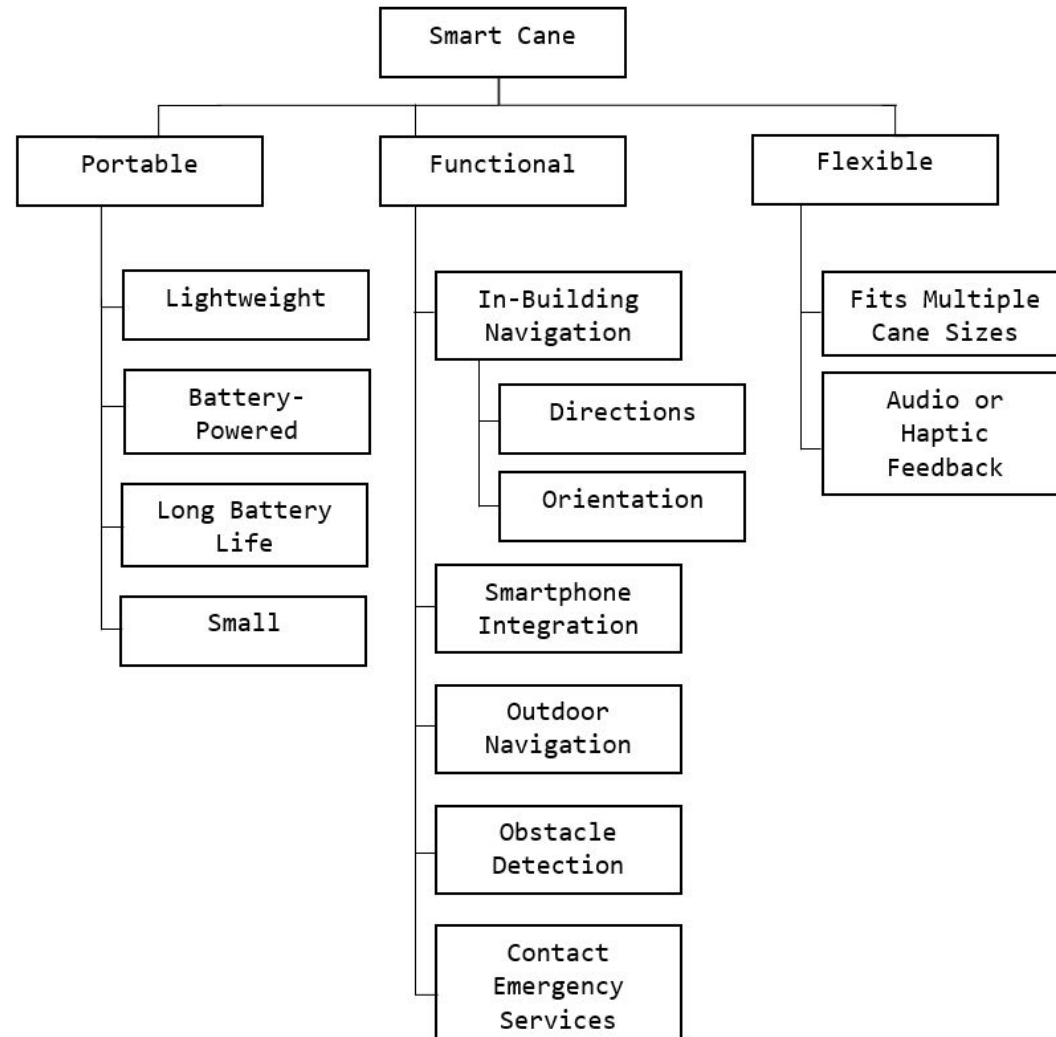 Smart Cane
Portable
Functional
Flexible
Lightweight
Battery-
Powered
Long Battery
Life
Small
In-Building
Navigation
Directions
Orientation
Smartphone
Integration
Outdoor
Navigation
Obstacle
Detection
Contact
Emergency
Services
Fits Multiple
Cane Sizes
Audio or
Haptic
Feedback